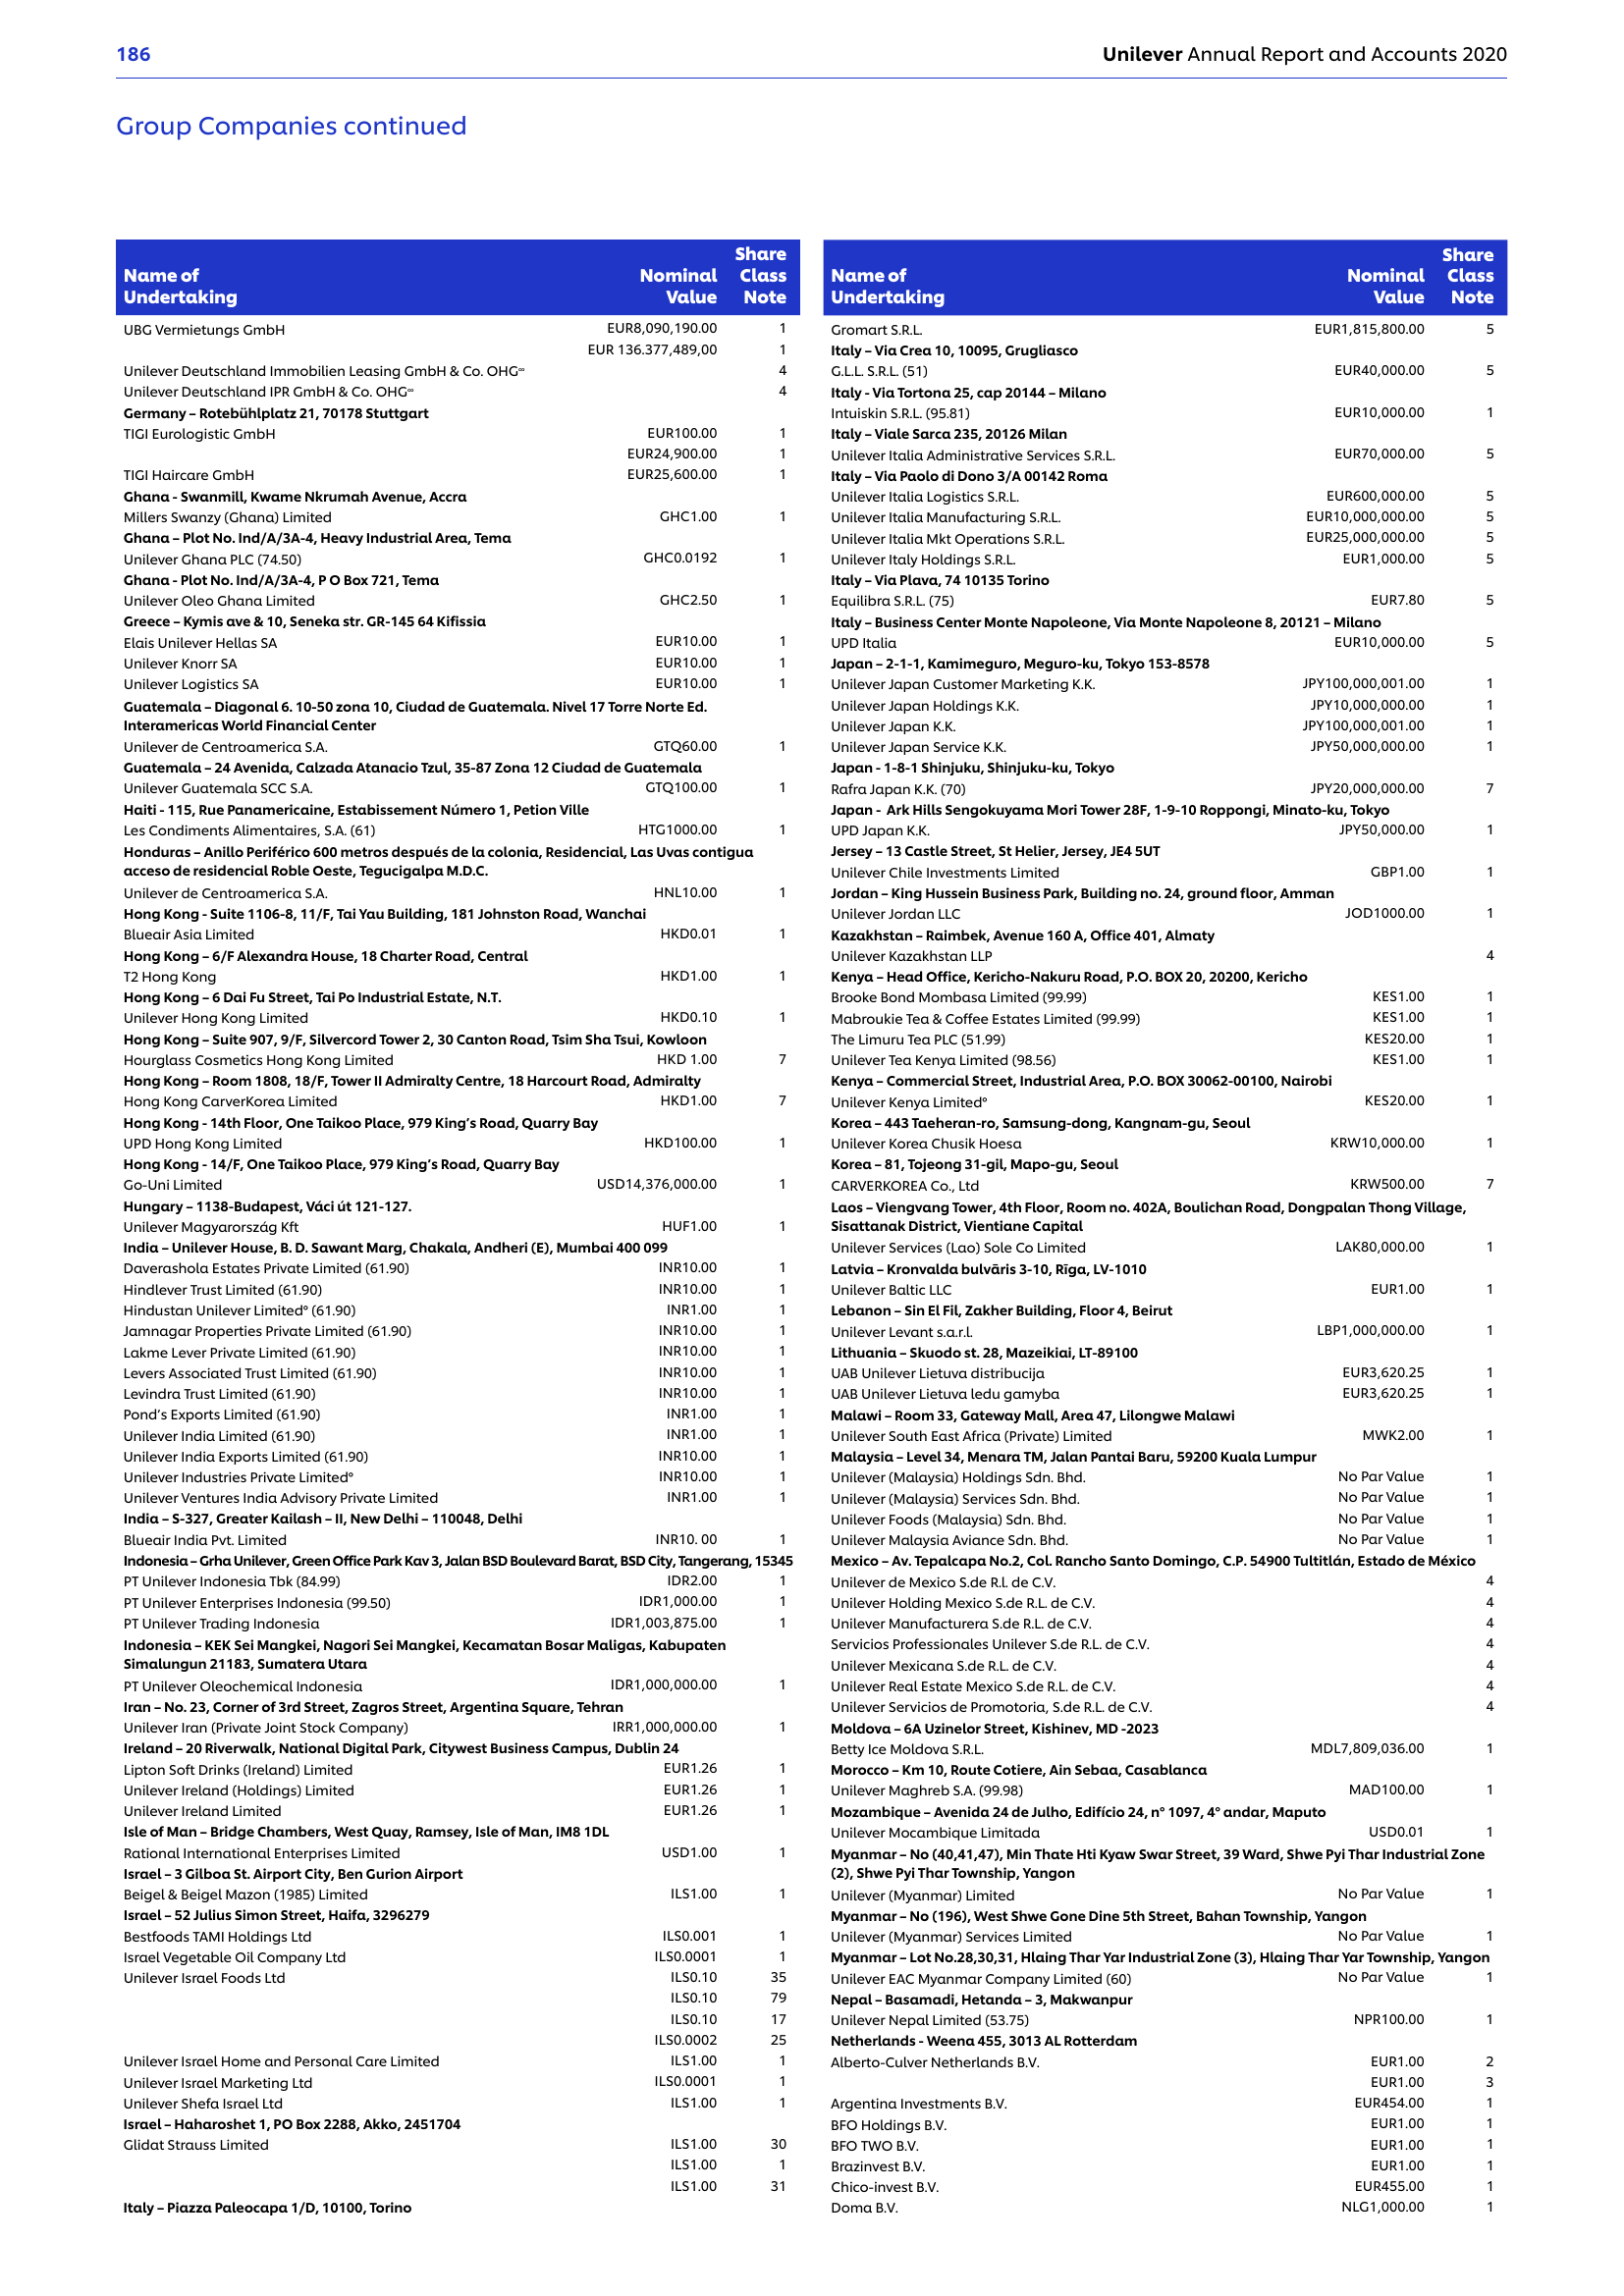 186
Unilever Annual Report and Accounts 2020
Group Companies continued
Name of Undertaking Nominal Value Share Class Note
UBG Vermietungs GmbH EUR8,090,190.00 1
EUR 136.377,489,00 1
Unilever Deutschland Immobilien Leasing GmbH & Co. OHG∞ 4
Unilever Deutschland IPR GmbH & Co. OHG∞ 4
Germany – Rotebühlplatz 21, 70178 Stuttgart
TIGI Eurologistic GmbH EUR100.00 1
EUR24,900.00 1
TIGI Haircare GmbH EUR25,600.00 1
Ghana - Swanmill, Kwame Nkrumah Avenue, Accra
Millers Swanzy (Ghana) Limited GHC1.00 1
Ghana – Plot No. Ind/A/3A-4, Heavy Industrial Area, Tema
Unilever Ghana PLC (74.50) GHC0.0192 1
Ghana - Plot No. Ind/A/3A-4, P O Box 721, Tema
Unilever Oleo Ghana Limited GHC2.50 1
Greece – Kymis ave & 10, Seneka str. GR-145 64 Kifissia
Elais Unilever Hellas SA EUR10.00 1
Unilever Knorr SA EUR10.00 1
Unilever Logistics SA EUR10.00 1
Guatemala – Diagonal 6. 10-50 zona 10, Ciudad de Guatemala. Nivel 17 Torre Norte Ed.
Interamericas World Financial Center
Unilever de Centroamerica S.A. GTQ60.00 1
Guatemala – 24 Avenida, Calzada Atanacio Tzul, 35-87 Zona 12 Ciudad de Guatemala
Unilever Guatemala SCC S.A. GTQ100.00 1
Haiti - 115, Rue Panamericaine, Estabissement Número 1, Petion Ville
Les Condiments Alimentaires, S.A. (61) HTG1000.00 1
Honduras – Anillo Periférico 600 metros después de la colonia, Residencial, Las Uvas contigua
acceso de residencial Roble Oeste, Tegucigalpa M.D.C.
Unilever de Centroamerica S.A. HNL10.00 1
Hong Kong - Suite 1106-8, 11/F, Tai Yau Building, 181 Johnston Road, Wanchai
Blueair Asia Limited HKD0.01 1
Hong Kong – 6/F Alexandra House, 18 Charter Road, Central
T2 Hong Kong HKD1.00 1
Hong Kong – 6 Dai Fu Street, Tai Po Industrial Estate, N.T.
Unilever Hong Kong Limited HKD0.10 1
Hong Kong – Suite 907, 9/F, Silvercord Tower 2, 30 Canton Road, Tsim Sha Tsui, Kowloon
Hourglass Cosmetics Hong Kong Limited HKD 1.00 7
Hong Kong – Room 1808, 18/F, Tower II Admiralty Centre, 18 Harcourt Road, Admiralty
Hong Kong CarverKorea Limited HKD1.00 7
Hong Kong - 14th Floor, One Taikoo Place, 979 King’s Road, Quarry Bay
UPD Hong Kong Limited HKD100.00 1
Hong Kong - 14/F, One Taikoo Place, 979 King’s Road, Quarry Bay
Go-Uni Limited USD14,376,000.00 1
Hungary – 1138-Budapest, Váci út 121-127.
Unilever Magyarország Kft HUF1.00 1
India – Unilever House, B. D. Sawant Marg, Chakala, Andheri (E), Mumbai 400 099
Daverashola Estates Private Limited (61.90) INR10.00 1
Hindlever Trust Limited (61.90) INR10.00 1
Hindustan Unilever Limited° (61.90) INR1.00 1
Jamnagar Properties Private Limited (61.90) INR10.00 1
Lakme Lever Private Limited (61.90) INR10.00 1
Levers Associated Trust Limited (61.90) INR10.00 1
Levindra Trust Limited (61.90) INR10.00 1
Pond’s Exports Limited (61.90) INR1.00 1
Unilever India Limited (61.90) INR1.00 1
Unilever India Exports Limited (61.90) INR10.00 1
Unilever Industries Private Limited° INR10.00 1
Unilever Ventures India Advisory Private Limited INR1.00 1
India – S-327, Greater Kailash – II, New Delhi – 110048, Delhi
Blueair India Pvt. Limited INR10. 00 1
Indonesia – Grha Unilever, Green Office Park Kav 3, Jalan BSD Boulevard Barat, BSD City, Tangerang, 15345
PT Unilever Indonesia Tbk (84.99) IDR2.00 1
PT Unilever Enterprises Indonesia (99.50) IDR1,000.00 1
PT Unilever Trading Indonesia IDR1,003,875.00 1
Indonesia – KEK Sei Mangkei, Nagori Sei Mangkei, Kecamatan Bosar Maligas, Kabupaten
Simalungun 21183, Sumatera Utara
PT Unilever Oleochemical Indonesia IDR1,000,000.00 1
Iran – No. 23, Corner of 3rd Street, Zagros Street, Argentina Square, Tehran
Unilever Iran (Private Joint Stock Company) IRR1,000,000.00 1
Ireland – 20 Riverwalk, National Digital Park, Citywest Business Campus, Dublin 24
Lipton Soft Drinks (Ireland) Limited EUR1.26 1
Unilever Ireland (Holdings) Limited EUR1.26 1
Unilever Ireland Limited EUR1.26 1
Isle of Man – Bridge Chambers, West Quay, Ramsey, Isle of Man, IM8 1DL
Rational International Enterprises Limited USD1.00 1
Israel – 3 Gilboa St. Airport City, Ben Gurion Airport
Beigel & Beigel Mazon (1985) Limited ILS1.00 1
Israel – 52 Julius Simon Street, Haifa, 3296279
Bestfoods TAMI Holdings Ltd ILS0.001 1
Israel Vegetable Oil Company Ltd ILS0.0001 1
Unilever Israel Foods Ltd ILS0.10 35
ILS0.10 79
ILS0.10 17
ILS0.0002 25
Unilever Israel Home and Personal Care Limited ILS1.00 1
Unilever Israel Marketing Ltd ILS0.0001 1
Unilever Shefa Israel Ltd ILS1.00 1
Israel – Haharoshet 1, PO Box 2288, Akko, 2451704
Glidat Strauss Limited ILS1.00 30
ILS1.00 1
ILS1.00 31
Italy – Piazza Paleocapa 1/D, 10100, Torino
Name of Undertaking Nominal Value Share Class Note
Gromart S.R.L. EUR1,815,800.00 5
Italy – Via Crea 10, 10095, Grugliasco
G.L.L. S.R.L. (51) EUR40,000.00 5
Italy - Via Tortona 25, cap 20144 – Milano
Intuiskin S.R.L. (95.81) EUR10,000.00 1
Italy – Viale Sarca 235, 20126 Milan
Unilever Italia Administrative Services S.R.L. EUR70,000.00 5
Italy – Via Paolo di Dono 3/A 00142 Roma
Unilever Italia Logistics S.R.L. EUR600,000.00 5
Unilever Italia Manufacturing S.R.L. EUR10,000,000.00 5
Unilever Italia Mkt Operations S.R.L. EUR25,000,000.00 5
Unilever Italy Holdings S.R.L. EUR1,000.00 5
Italy – Via Plava, 74 10135 Torino
Equilibra S.R.L. (75) EUR7.80 5
Italy – Business Center Monte Napoleone, Via Monte Napoleone 8, 20121 – Milano
UPD Italia EUR10,000.00 5
Japan – 2-1-1, Kamimeguro, Meguro-ku, Tokyo 153-8578
Unilever Japan Customer Marketing K.K. JPY100,000,001.00 1
Unilever Japan Holdings K.K. JPY10,000,000.00 1
Unilever Japan K.K. JPY100,000,001.00 1
Unilever Japan Service K.K. JPY50,000,000.00 1
Japan - 1-8-1 Shinjuku, Shinjuku-ku, Tokyo
Rafra Japan K.K. (70) JPY20,000,000.00 7
Japan - Ark Hills Sengokuyama Mori Tower 28F, 1-9-10 Roppongi, Minato-ku, Tokyo
UPD Japan K.K. JPY50,000.00 1
Jersey – 13 Castle Street, St Helier, Jersey, JE4 5UT
Unilever Chile Investments Limited GBP1.00 1
Jordan – King Hussein Business Park, Building no. 24, ground floor, Amman
Unilever Jordan LLC JOD1000.00 1
Kazakhstan – Raimbek, Avenue 160 A, Office 401, Almaty
Unilever Kazakhstan LLP 4
Kenya – Head Office, Kericho-Nakuru Road, P.O. BOX 20, 20200, Kericho
Brooke Bond Mombasa Limited (99.99) KES1.00 1
Mabroukie Tea & Coffee Estates Limited (99.99) KES1.00 1
The Limuru Tea PLC (51.99) KES20.00 1
Unilever Tea Kenya Limited (98.56) KES1.00 1
Kenya – Commercial Street, Industrial Area, P.O. BOX 30062-00100, Nairobi
Unilever Kenya Limited° KES20.00 1
Korea – 443 Taeheran-ro, Samsung-dong, Kangnam-gu, Seoul
Unilever Korea Chusik Hoesa KRW10,000.00 1
Korea – 81, Tojeong 31-gil, Mapo-gu, Seoul
CARVERKOREA Co., Ltd KRW500.00 7
Laos – Viengvang Tower, 4th Floor, Room no. 402A, Boulichan Road, Dongpalan Thong Village,
Sisattanak District, Vientiane Capital
Unilever Services (Lao) Sole Co Limited LAK80,000.00 1
Latvia – Kronvalda bulvāris 3-10, Rīga, LV-1010
Unilever Baltic LLC EUR1.00 1
Lebanon – Sin El Fil, Zakher Building, Floor 4, Beirut
Unilever Levant s.a.r.l. LBP1,000,000.00 1
Lithuania – Skuodo st. 28, Mazeikiai, LT-89100
UAB Unilever Lietuva distribucija EUR3,620.25 1
UAB Unilever Lietuva ledu gamyba EUR3,620.25 1
Malawi – Room 33, Gateway Mall, Area 47, Lilongwe Malawi
Unilever South East Africa (Private) Limited MWK2.00 1
Malaysia – Level 34, Menara TM, Jalan Pantai Baru, 59200 Kuala Lumpur
Unilever (Malaysia) Holdings Sdn. Bhd. No Par Value 1
Unilever (Malaysia) Services Sdn. Bhd. No Par Value 1
Unilever Foods (Malaysia) Sdn. Bhd. No Par Value 1
Unilever Malaysia Aviance Sdn. Bhd. No Par Value 1
Mexico – Av. Tepalcapa No.2, Col. Rancho Santo Domingo, C.P. 54900 Tultitlán, Estado de México
Unilever de Mexico S.de R.l. de C.V. 4
Unilever Holding Mexico S.de R.L. de C.V. 4
Unilever Manufacturera S.de R.L. de C.V. 4
Servicios Professionales Unilever S.de R.L. de C.V. 4
Unilever Mexicana S.de R.L. de C.V. 4
Unilever Real Estate Mexico S.de R.L. de C.V. 4
Unilever Servicios de Promotoria, S.de R.L. de C.V. 4
Moldova – 6A Uzinelor Street, Kishinev, MD -2023
Betty Ice Moldova S.R.L. MDL7,809,036.00 1
Morocco – Km 10, Route Cotiere, Ain Sebaa, Casablanca
Unilever Maghreb S.A. (99.98) MAD100.00 1
Mozambique – Avenida 24 de Julho, Edifício 24, n° 1097, 4° andar, Maputo
Unilever Mocambique Limitada USD0.01 1
Myanmar – No (40,41,47), Min Thate Hti Kyaw Swar Street, 39 Ward, Shwe Pyi Thar Industrial Zone
(2), Shwe Pyi Thar Township, Yangon
Unilever (Myanmar) Limited No Par Value 1
Myanmar – No (196), West Shwe Gone Dine 5th Street, Bahan Township, Yangon
Unilever (Myanmar) Services Limited No Par Value 1
Myanmar – Lot No.28,30,31, Hlaing Thar Yar Industrial Zone (3), Hlaing Thar Yar Township, Yangon
Unilever EAC Myanmar Company Limited (60) No Par Value 1
Nepal – Basamadi, Hetanda – 3, Makwanpur
Unilever Nepal Limited (53.75) NPR100.00 1
Netherlands - Weena 455, 3013 AL Rotterdam
Alberto-Culver Netherlands B.V. EUR1.00 2
EUR1.00 3
Argentina Investments B.V. EUR454.00 1
BFO Holdings B.V. EUR1.00 1
BFO TWO B.V. EUR1.00 1
Brazinvest B.V. EUR1.00 1
Chico-invest B.V. EUR455.00 1
Doma B.V. NLG1,000.00 1